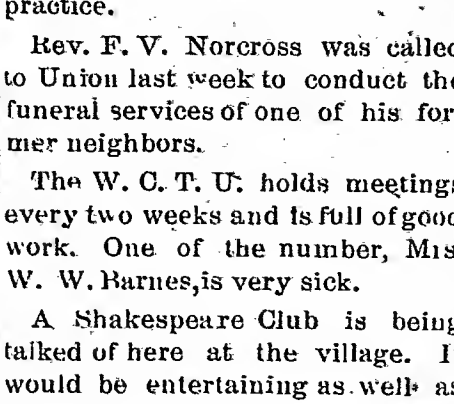 practice.
Rev. F. V. Norcross was called
to Union last week to conduct the
funeral services of one of his for
mer neighbors.
The W. C. T. U. holds meetings
every two weeks and is full of good
work. One of the number, Mis
W. W. Barnes, is very sick.
A Shakespeare Club is being
talked of here at the village. I
would be entertaining as well as